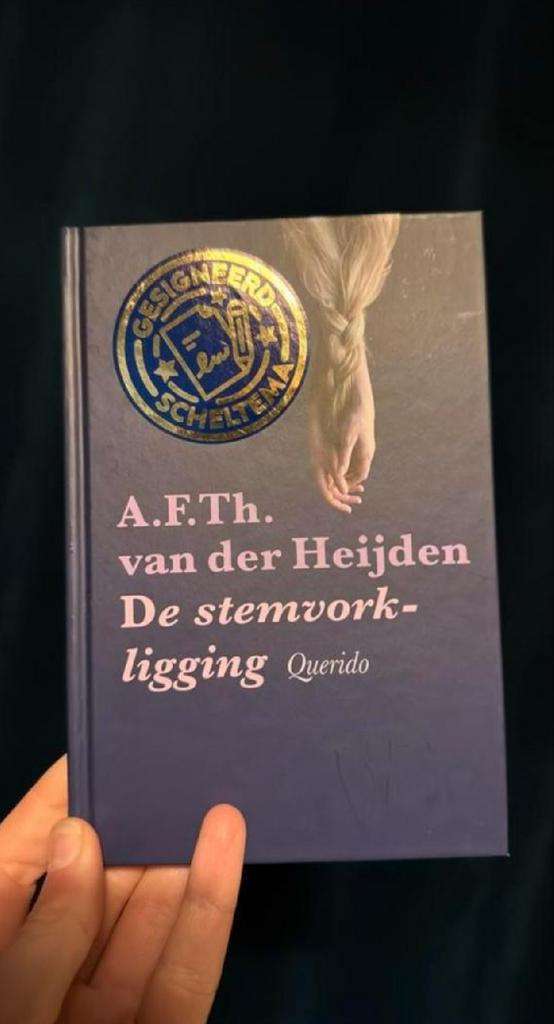 GESIGNEERD
SCHELTEMA
A.F.Th.
van der Heijden
De stemvork-
ligging Querido